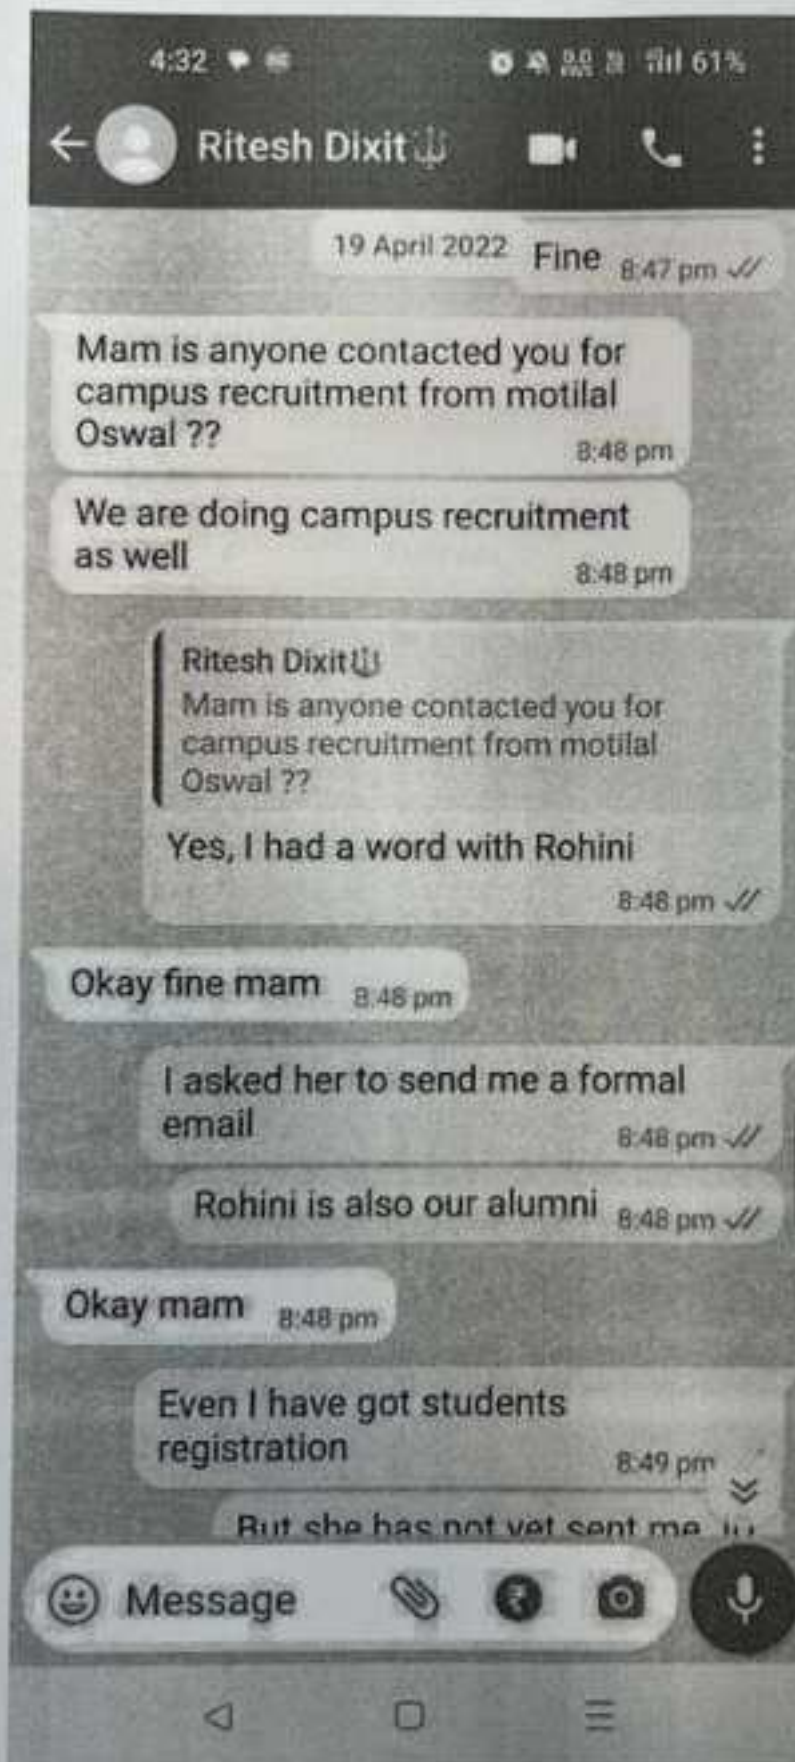 4:32
61%
Ritesh Dixit
19 April 2022
Fine 8:47 pm
Mam is anyone contacted you for
campus recruitment from motilal
Oswal ??
8:48 pm
We are doing campus recruitment
as well
8:48 pm
Ritesh Dixit
Mam is anyone contacted you for
campus recruitment from motilal
Oswal ??
Yes, I had a word with Rohini
8:48 pm
Okay fine mam 8:48 pm
I asked her to send me a formal
email
8:48 pm
Rohini is also our alumni 8:48 pm
Okay mam 8:48 pm
Even I have got students
registration
8:49 pm
But she has not yet sent me
Message